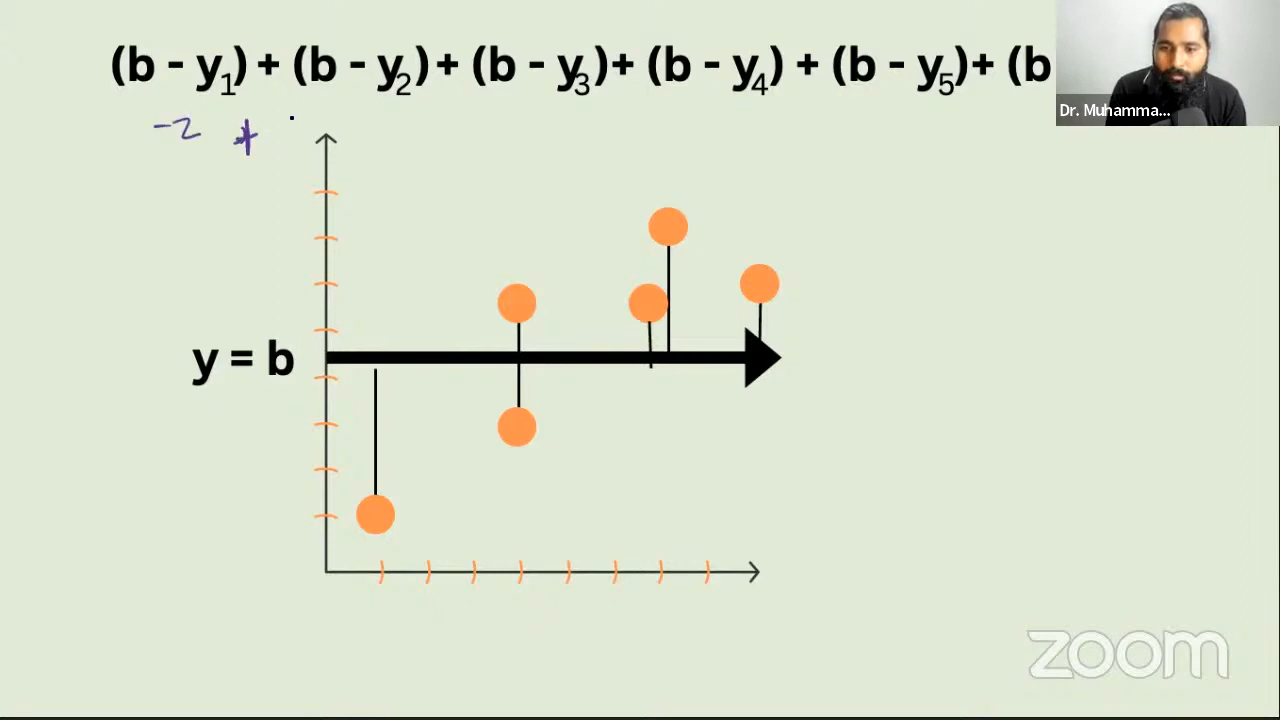 (b - y₁) + (b - y₂) + (b - y₃)+ (b - y₄) + (b - y₅)+ (b
Dr. Muhamma...
-2 +
y = b
zoom